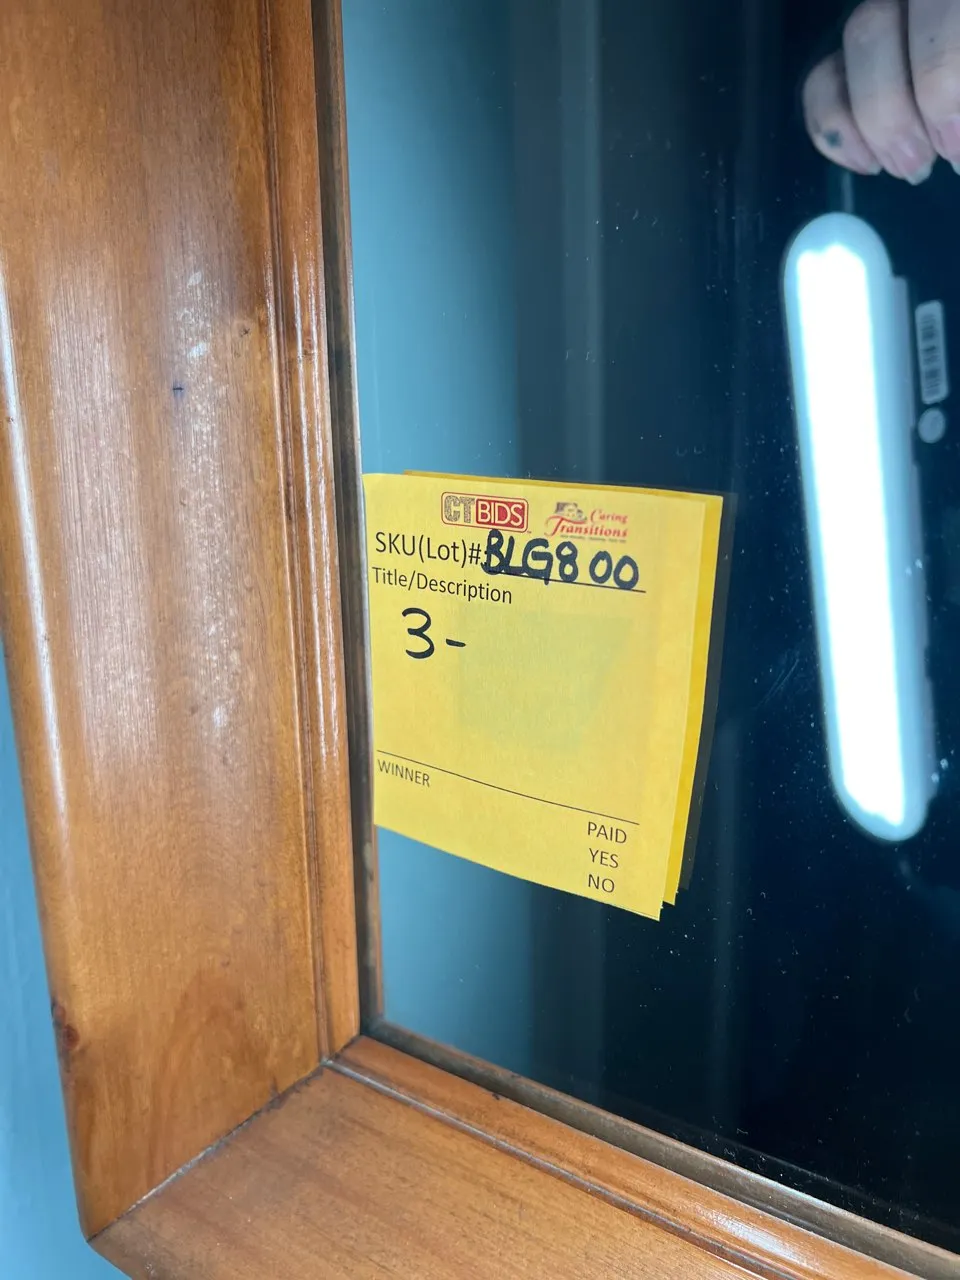 CTBIDS
Caring
Transitions
SKU(Lot)#BLG800
Title/Description
3-
WINNER
PAID
YES
NO